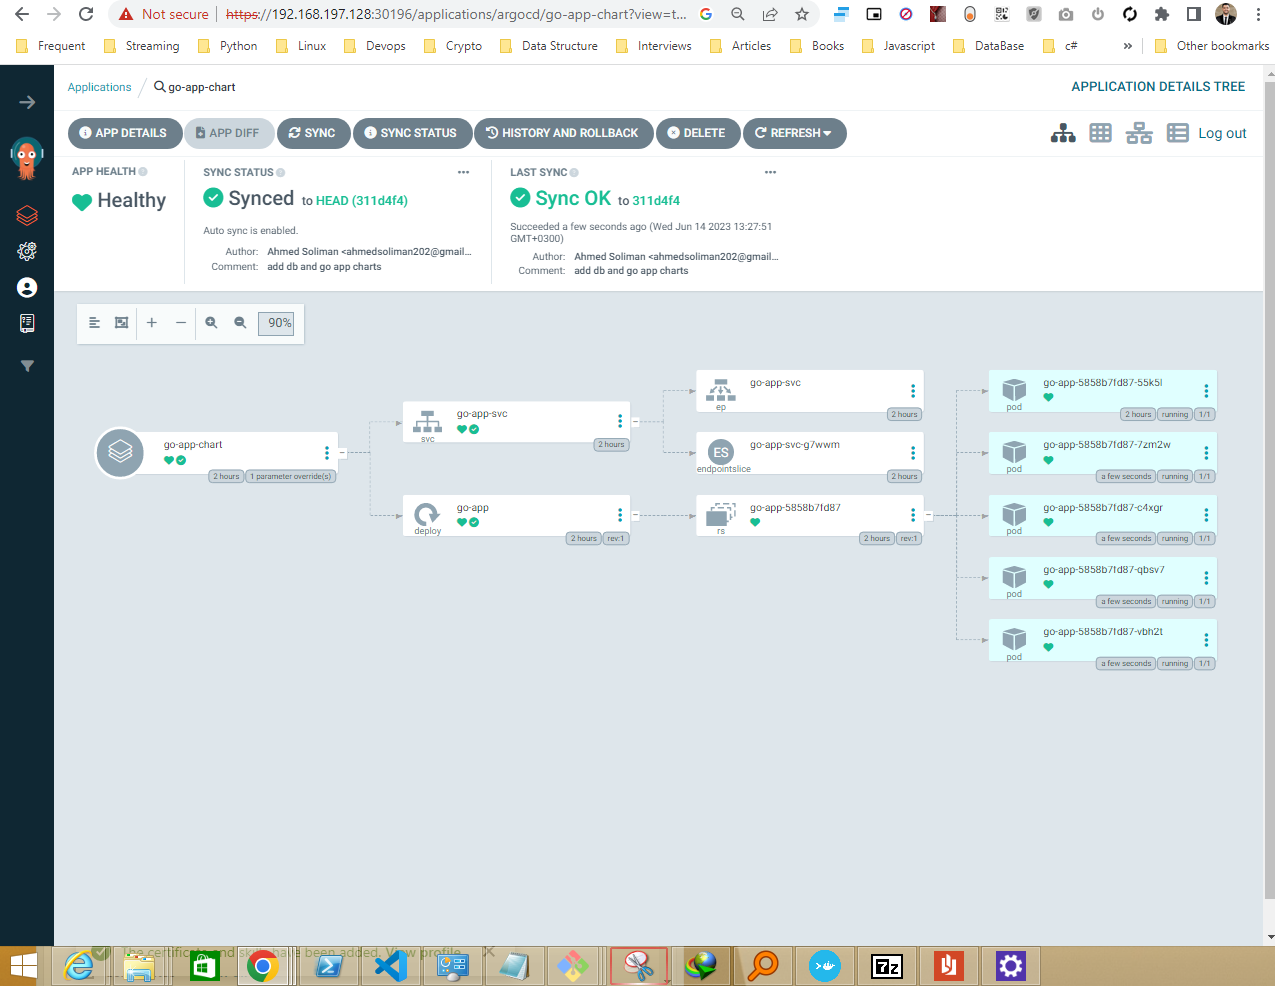 Not secure https://192.168.197.128:30196/applications/argocd/go-app-chart?view=t...
Frequent Streaming Python Linux Devops Crypto Data Structure Interviews Articles Books Javascript DataBase c# » Other bookmarks
Applications go-app-chart APPLICATION DETAILS TREE
APP DETAILS APP DIFF SYNC SYNC STATUS HISTORY AND ROLLBACK DELETE REFRESH Log out
APP HEALTH
Healthy
SYNC STATUS
Synced to HEAD (311d4f4)
Auto sync is enabled.
Author: Ahmed Soliman <ahmedsoliman202@gmail...
Comment: add db and go app charts
LAST SYNC
Sync OK to 311d4f4
Succeeded a few seconds ago (Wed Jun 14 2023 13:27:51
GMT+0300)
Author: Ahmed Soliman <ahmedsoliman202@gmail...
Comment: add db and go app charts
90%
go-app-chart
2 hours 1 parameter override(s)
go-app-svc
svc
2 hours
go-app
deploy
2 hours rev:1
go-app-svc
ep
2 hours
ES
go-app-svc-g7wwm
endpointslice
2 hours
go-app-5858b7fd87
rs
2 hours rev:1
go-app-5858b7fd87-55k5l
pod
2 hours running 1/1
go-app-5858b7fd87-7zm2w
pod
a few seconds running 1/1
go-app-5858b7fd87-c4xgr
pod
a few seconds running 1/1
go-app-5858b7fd87-qbsv7
pod
a few seconds running 1/1
go-app-5858b7fd87-vbh2t
pod
a few seconds running 1/1
The certificate and skills have been added. View profile
7z